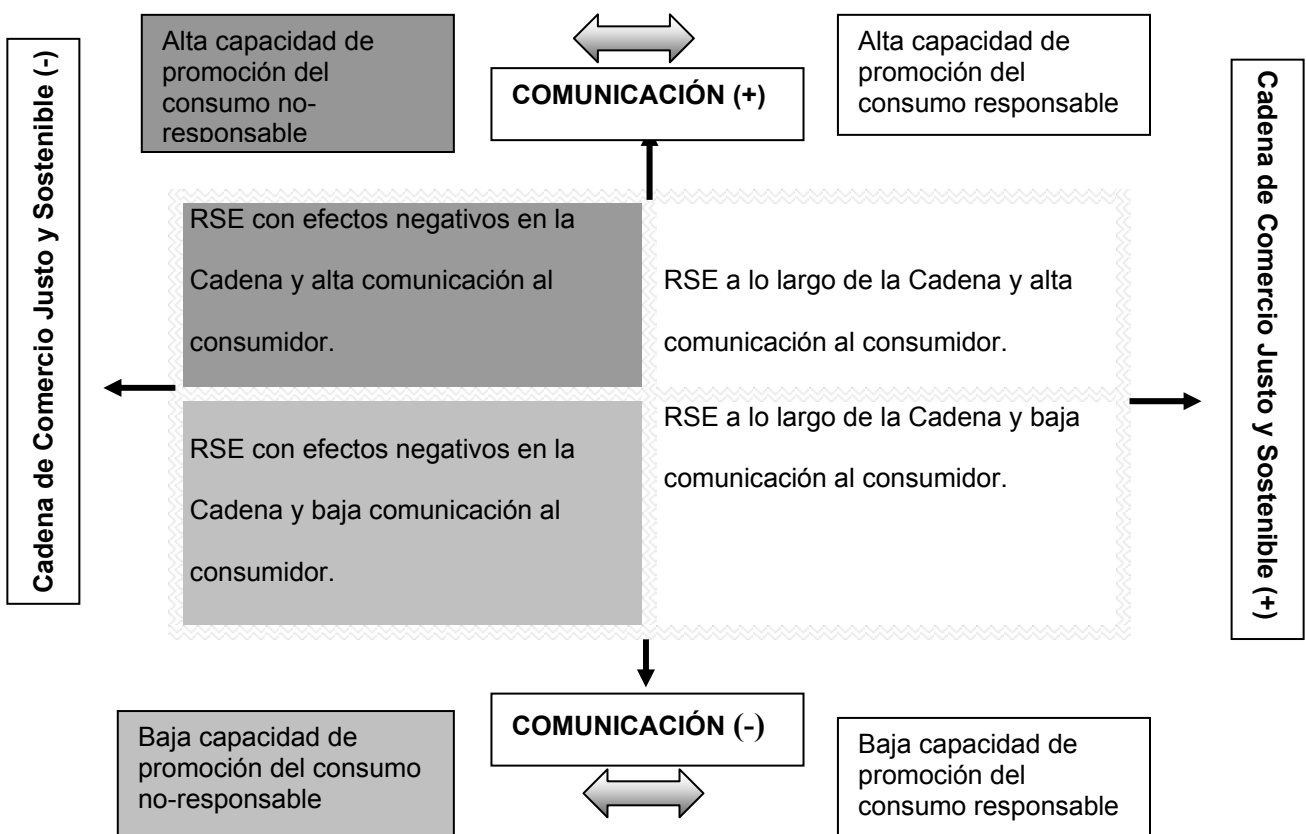 Cadena de Comercio Justo y Sostenible (-)
Alta capacidad de
promoción del
consumo no-
responsable
COMUNICACIÓN (+)
Alta capacidad de
promoción del
consumo responsable
Cadena de Comercio Justo y Sostenible (+)
RSE con efectos negativos en la
Cadena y alta comunicación al
consumidor.
RSE a lo largo de la Cadena y alta
comunicación al consumidor.
RSE con efectos negativos en la
Cadena y baja comunicación al
consumidor.
RSE a lo largo de la Cadena y baja
comunicación al consumidor.
Baja capacidad de
promoción del consumo
no-responsable
COMUNICACIÓN (-)
Baja capacidad de
promoción del
consumo responsable